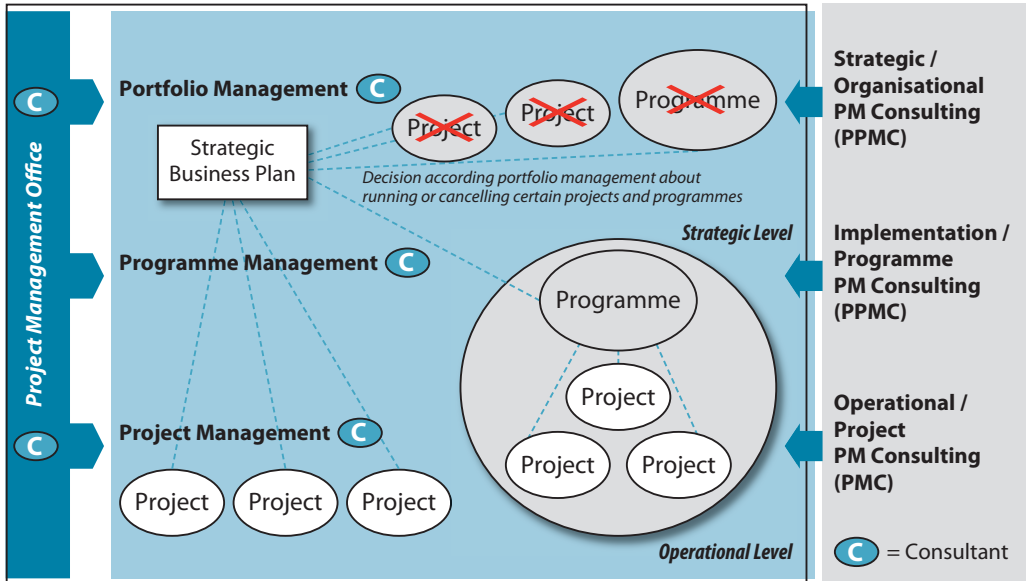 Project Management Office
C
C
Portfolio Management C
Project
Project
Programme
Strategic
Business Plan
Decision according portfolio management about
running or cancelling certain projects and programmes
Strategic Level
Programme Management C
Programme
Project
Project
Project
Project Management C
Project
Project
Project
Operational Level
Strategic /
Organisational
PM Consulting
(PPMC)
Implementation /
Programme
PM Consulting
(PPMC)
Operational /
Project
PM Consulting
(PMC)
C = Consultant